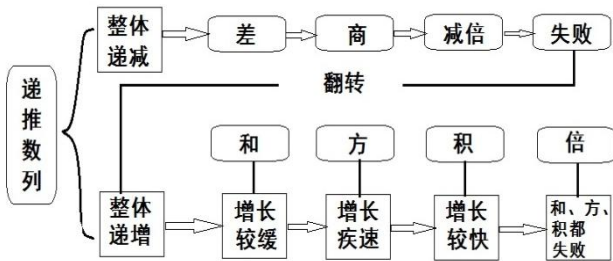 递推数列
整体
递减
差
商
减倍
失败
翻转
和
方
积
倍
整体
递增
增长
较缓
增长
疾速
增长
较快
和、方、
积都
失败